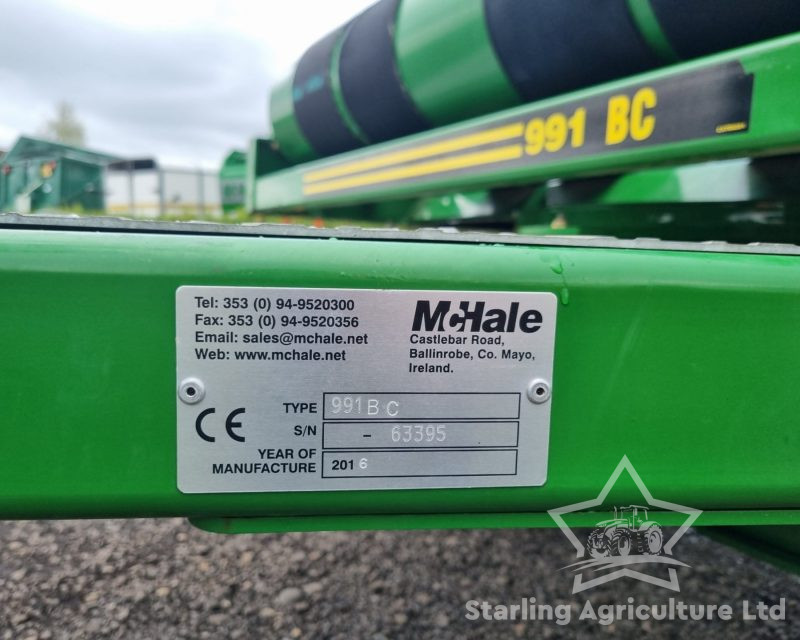 991 BC
Tel: 353 (0) 94-9520300
Fax: 353 (0) 94-9520356
Email: sales@mchale.net
Web: www.mchale.net
McHale
Castlebar Road,
Ballinrobe, Co. Mayo,
Ireland.
CE
TYPE 991 B C
S/N - 63395
YEAR OF
MANUFACTURE 2016
Starling Agriculture Ltd